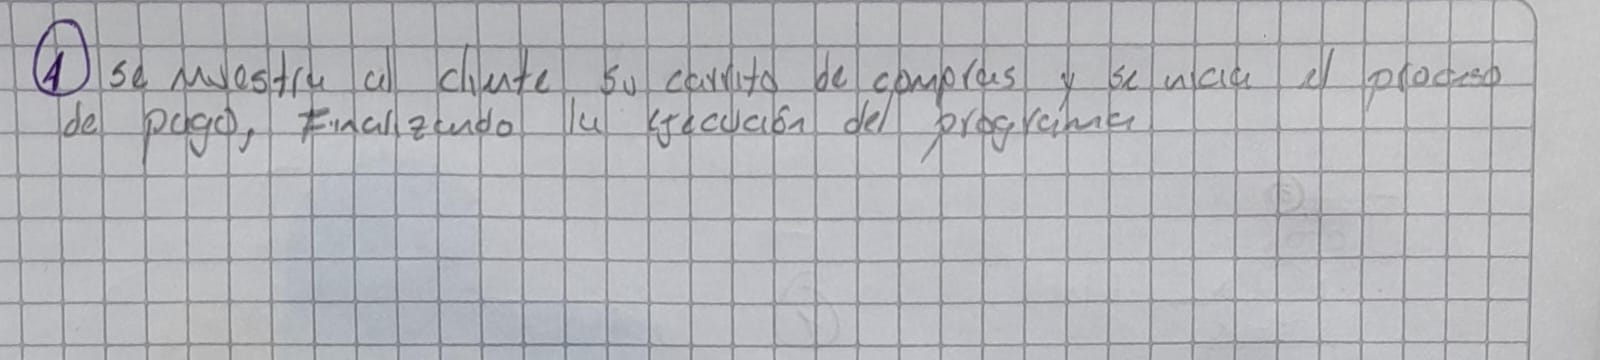 1 se muestra al cliente su carrito de compras y se inicia el proceso
de pago, Finalizando la ejecución del programa